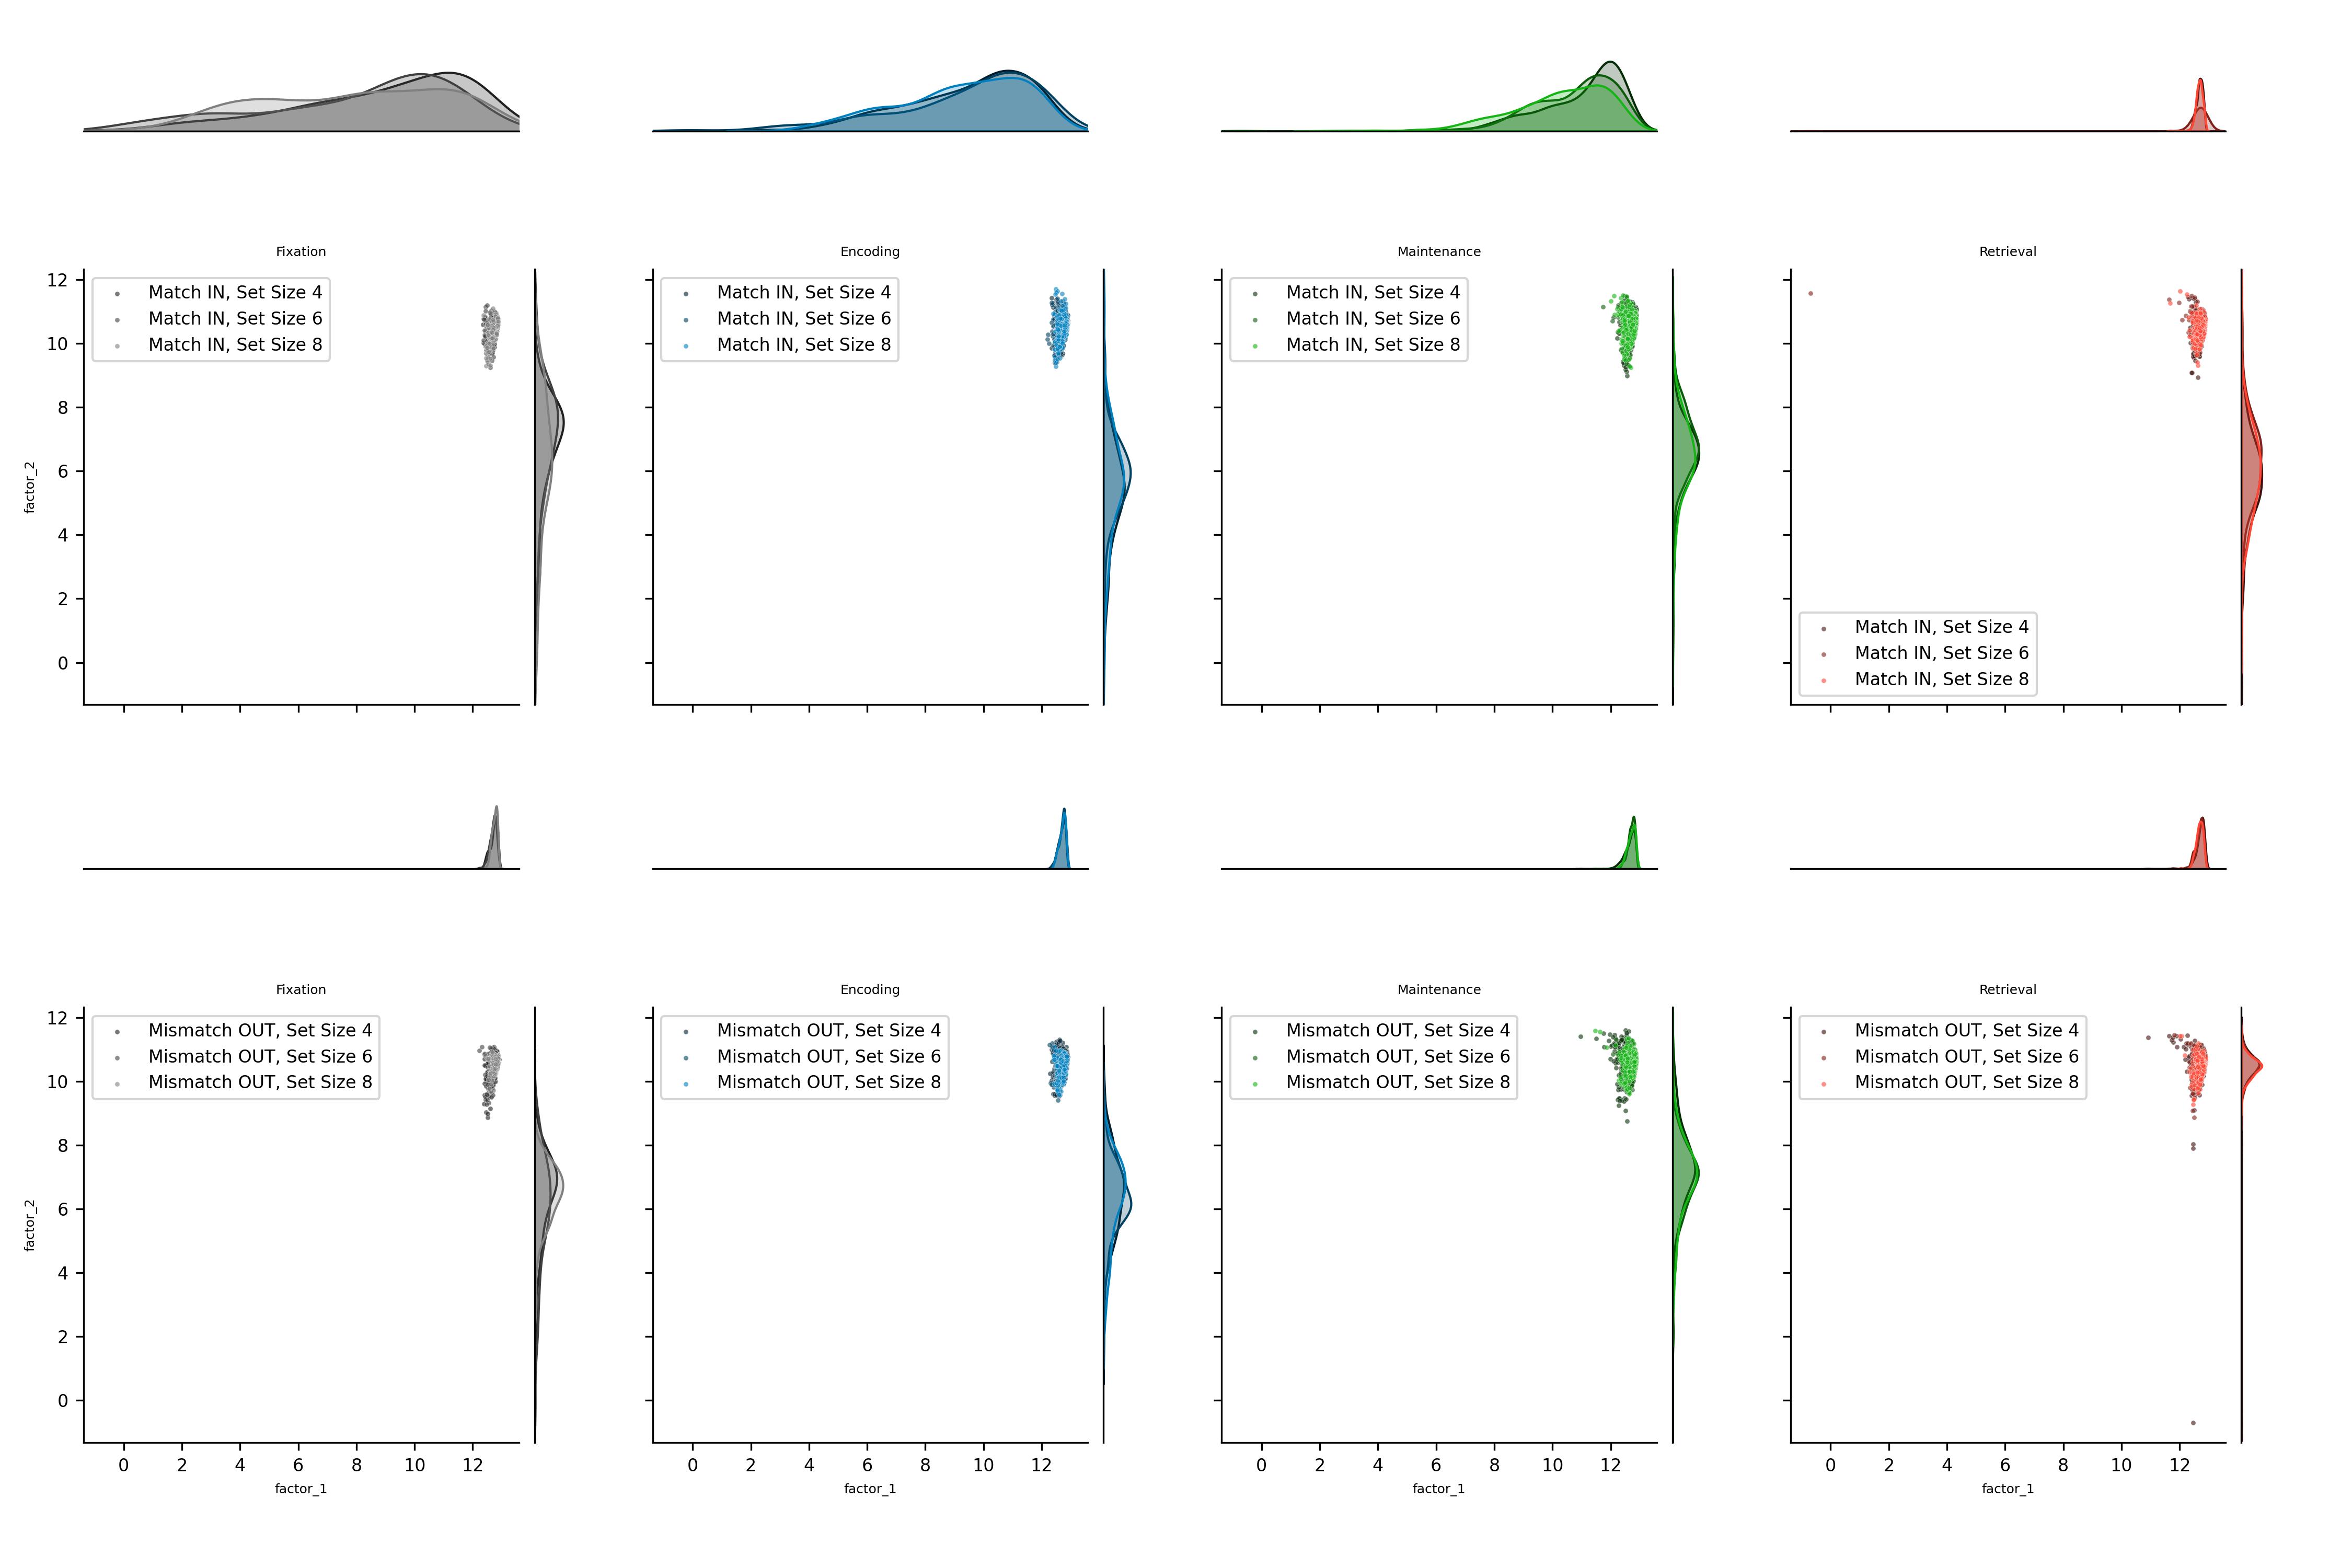 Fixation
Encoding
Maintenance
Retrieval
12
10
8
6
4
2
0
factor_2
Match IN, Set Size 4
Match IN, Set Size 6
Match IN, Set Size 8
Match IN, Set Size 4
Match IN, Set Size 6
Match IN, Set Size 8
Match IN, Set Size 4
Match IN, Set Size 6
Match IN, Set Size 8
Match IN, Set Size 4
Match IN, Set Size 6
Match IN, Set Size 8
Fixation
Encoding
Maintenance
Retrieval
12
10
8
6
4
2
0
factor_2
Mismatch OUT, Set Size 4
Mismatch OUT, Set Size 6
Mismatch OUT, Set Size 8
Mismatch OUT, Set Size 4
Mismatch OUT, Set Size 6
Mismatch OUT, Set Size 8
Mismatch OUT, Set Size 4
Mismatch OUT, Set Size 6
Mismatch OUT, Set Size 8
Mismatch OUT, Set Size 4
Mismatch OUT, Set Size 6
Mismatch OUT, Set Size 8
0 2 4 6 8 10 12
0 2 4 6 8 10 12
0 2 4 6 8 10 12
0 2 4 6 8 10 12
factor_1
factor_1
factor_1
factor_1